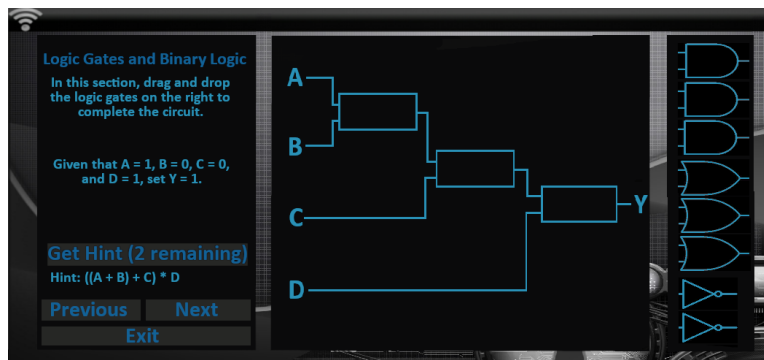 Logic Gates and Binary Logic
In this section, drag and drop
the logic gates on the right to
complete the circuit.
Given that A = 1, B = 0, C = 0,
and D = 1, set Y = 1.
Get Hint (2 remaining)
Hint: ((A + B) + C) * D
Previous
Next
Exit
A
B
C
D
Y